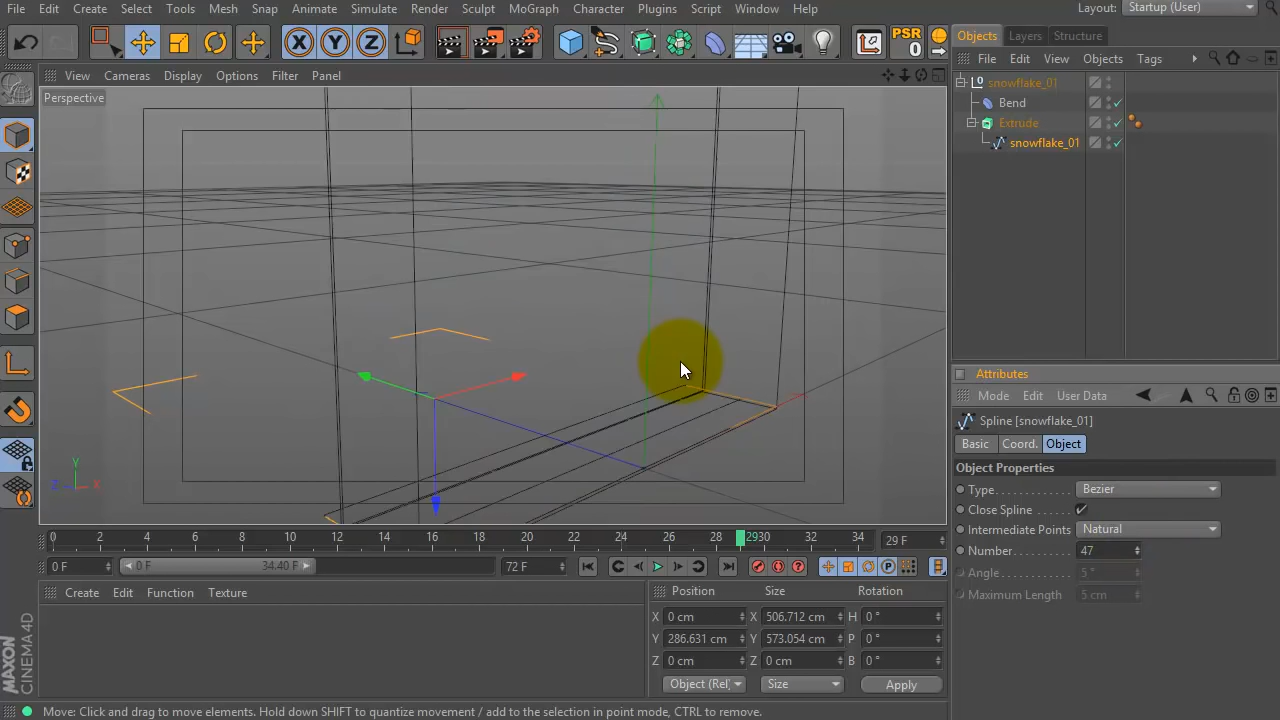 File Edit Create Select Tools Mesh Snap Animate Simulate Render Sculpt MoGraph Character Plugins Script Window Help
Layout: Startup (User)
X Y Z PSR 0
Objects Layers Structure
File Edit View Objects Tags
View Cameras Display Options Filter Panel
Perspective
snowflake_01
Bend
Extrude
snowflake_01
Attributes
Mode Edit User Data
Spline [snowflake_01]
Basic Coord. Object
Object Properties
Type Bezier
Close Spline
Intermediate Points Natural
Number 47
Angle 5 °
Maximum Length 5 cm
Y
Z X
0 2 4 6 8 10 12 14 16 18 20 22 24 26 28 2930 32 34 29 F
0 F 0 F 34.40 F 72 F
P
Create Edit Function Texture
Position Size Rotation
X 0 cm X 506.712 cm H 0 °
Y 286.631 cm Y 573.054 cm P 0 °
Z 0 cm Z 0 cm B 0 °
Object (Rel) Size Apply
MAXON
CINEMA 4D
Move: Click and drag to move elements. Hold down SHIFT to quantize movement / add to the selection in point mode, CTRL to remove.